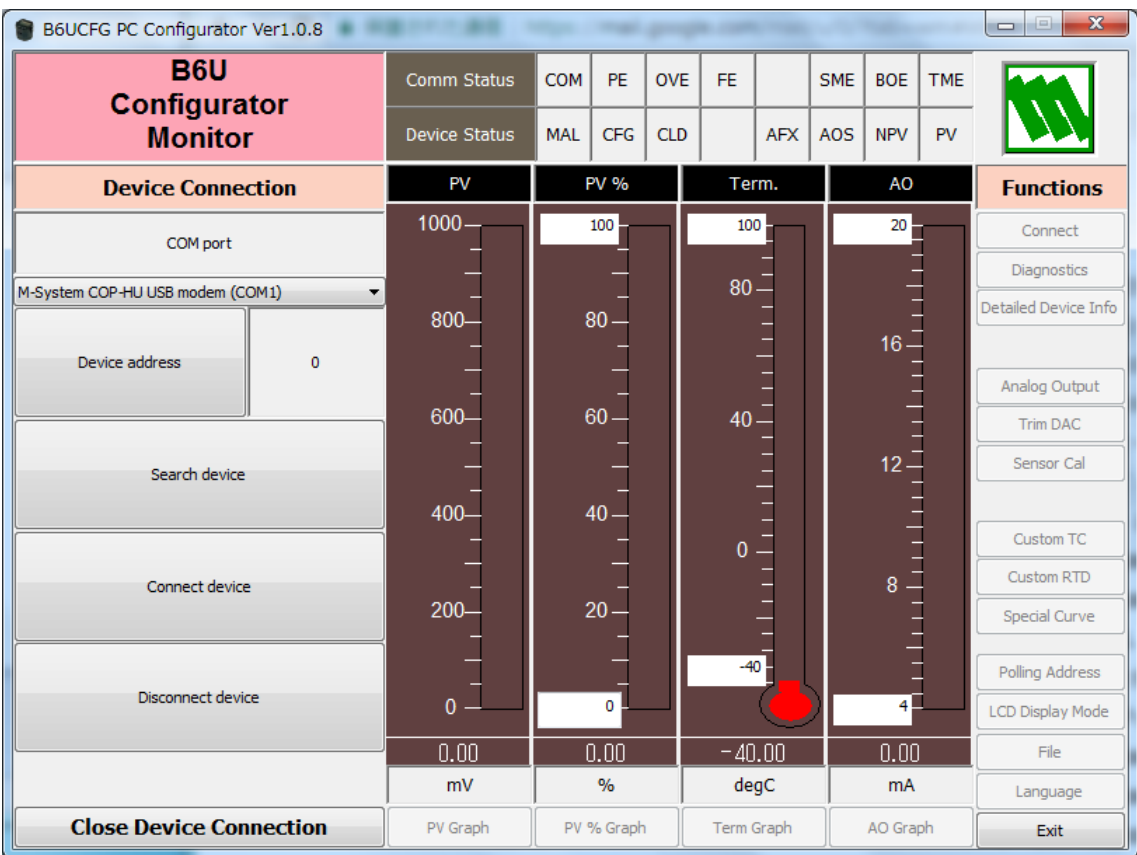 B6UCFG PC Configurator Ver1.0.8
B6U
Configurator
Monitor
Comm Status
COM
PE
OVE
FE
SME
BOE
TME
Device Status
MAL
CFG
CLD
AFX
AOS
NPV
PV
Device Connection
COM port
M-System COP-HU USB modem (COM1)
Device address
0
Search device
Connect device
Disconnect device
Close Device Connection
PV
1000
800
600
400
200
0
0.00
mV
PV Graph
PV %
100
80
60
40
20
0
0.00
%
PV % Graph
Term.
100
80
40
0
-40
-40.00
degC
Term Graph
AO
20
16
12
8
4
0.00
mA
AO Graph
Functions
Connect
Diagnostics
Detailed Device Info
Analog Output
Trim DAC
Sensor Cal
Custom TC
Custom RTD
Special Curve
Polling Address
LCD Display Mode
File
Language
Exit